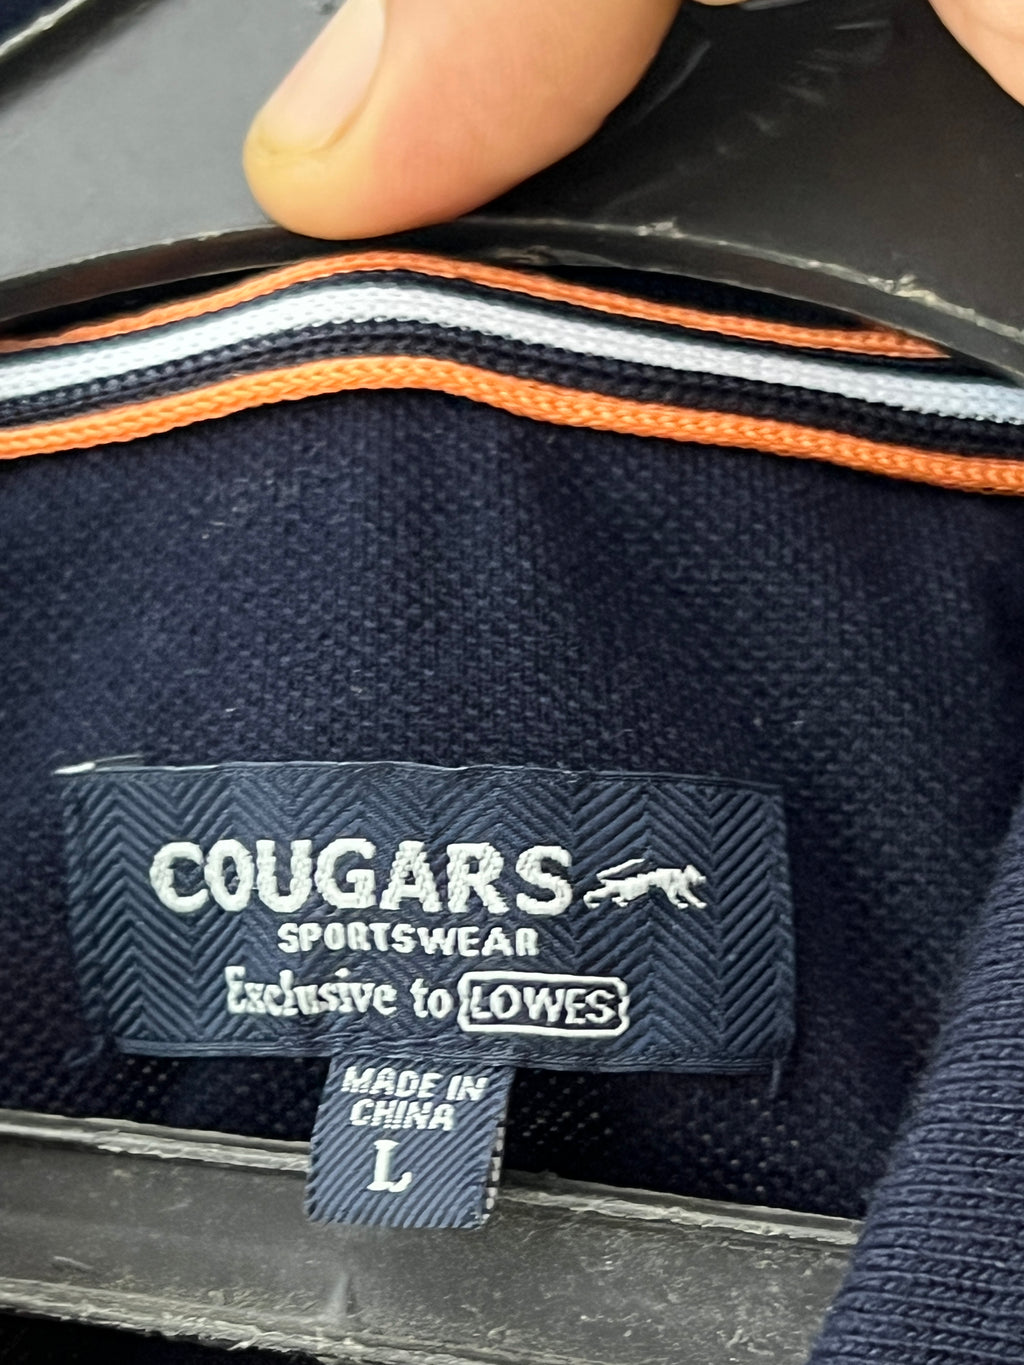 COUGARS
SPORTSWEAR
Exclusive to LOWES
MADE IN
CHINA
L